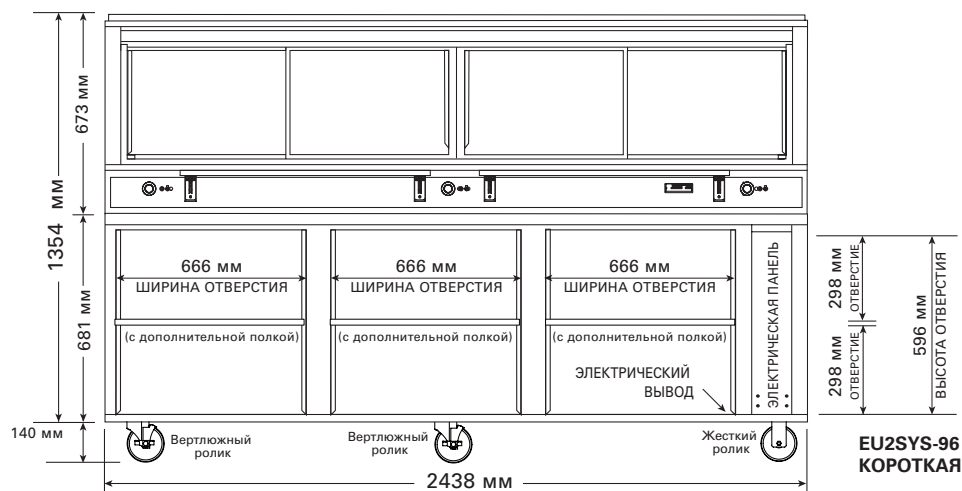 673 мм
1354 мм
681 мм
140 мм
666 мм
ШИРИНА ОТВЕРСТИЯ
(с дополнительной полкой)
666 мм
ШИРИНА ОТВЕРСТИЯ
(с дополнительной полкой)
666 мм
ШИРИНА ОТВЕРСТИЯ
(с дополнительной полкой)
ЭЛЕКТРИЧЕСКИЙ
ВЫВОД
ЭЛЕКТРИЧЕСКАЯ ПАНЕЛЬ
298 мм
ОТВЕРСТИЕ
298 мм
ОТВЕРСТИЕ
596 мм
ВЫСОТА ОТВЕРСТИЯ
Вертлюжный
ролик
Вертлюжный
ролик
Жесткий
ролик
2438 мм
EU2SYS-96
КОРОТКАЯ